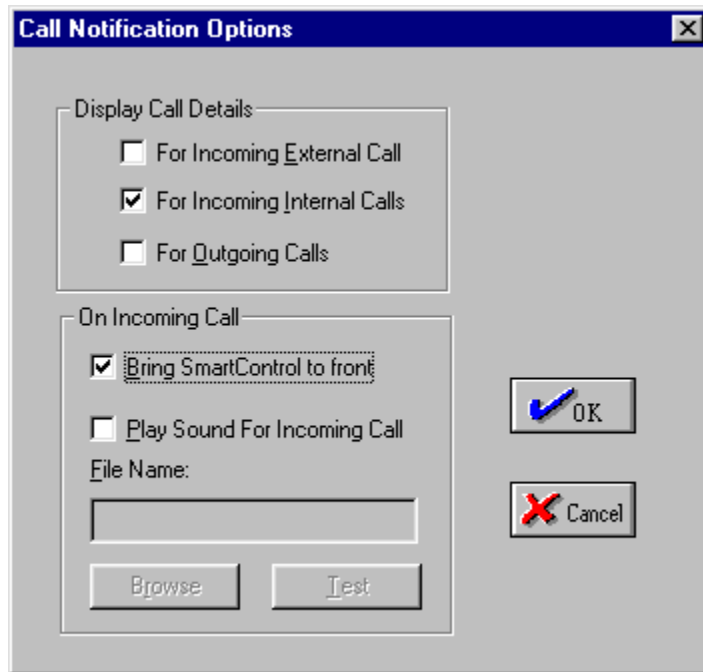 Call Notification Options
Display Call Details
For Incoming External Call
For Incoming Internal Calls
For Outgoing Calls
On Incoming Call
Bring SmartControl to front
Play Sound For Incoming Call
File Name:
Browse
Test
OK
Cancel